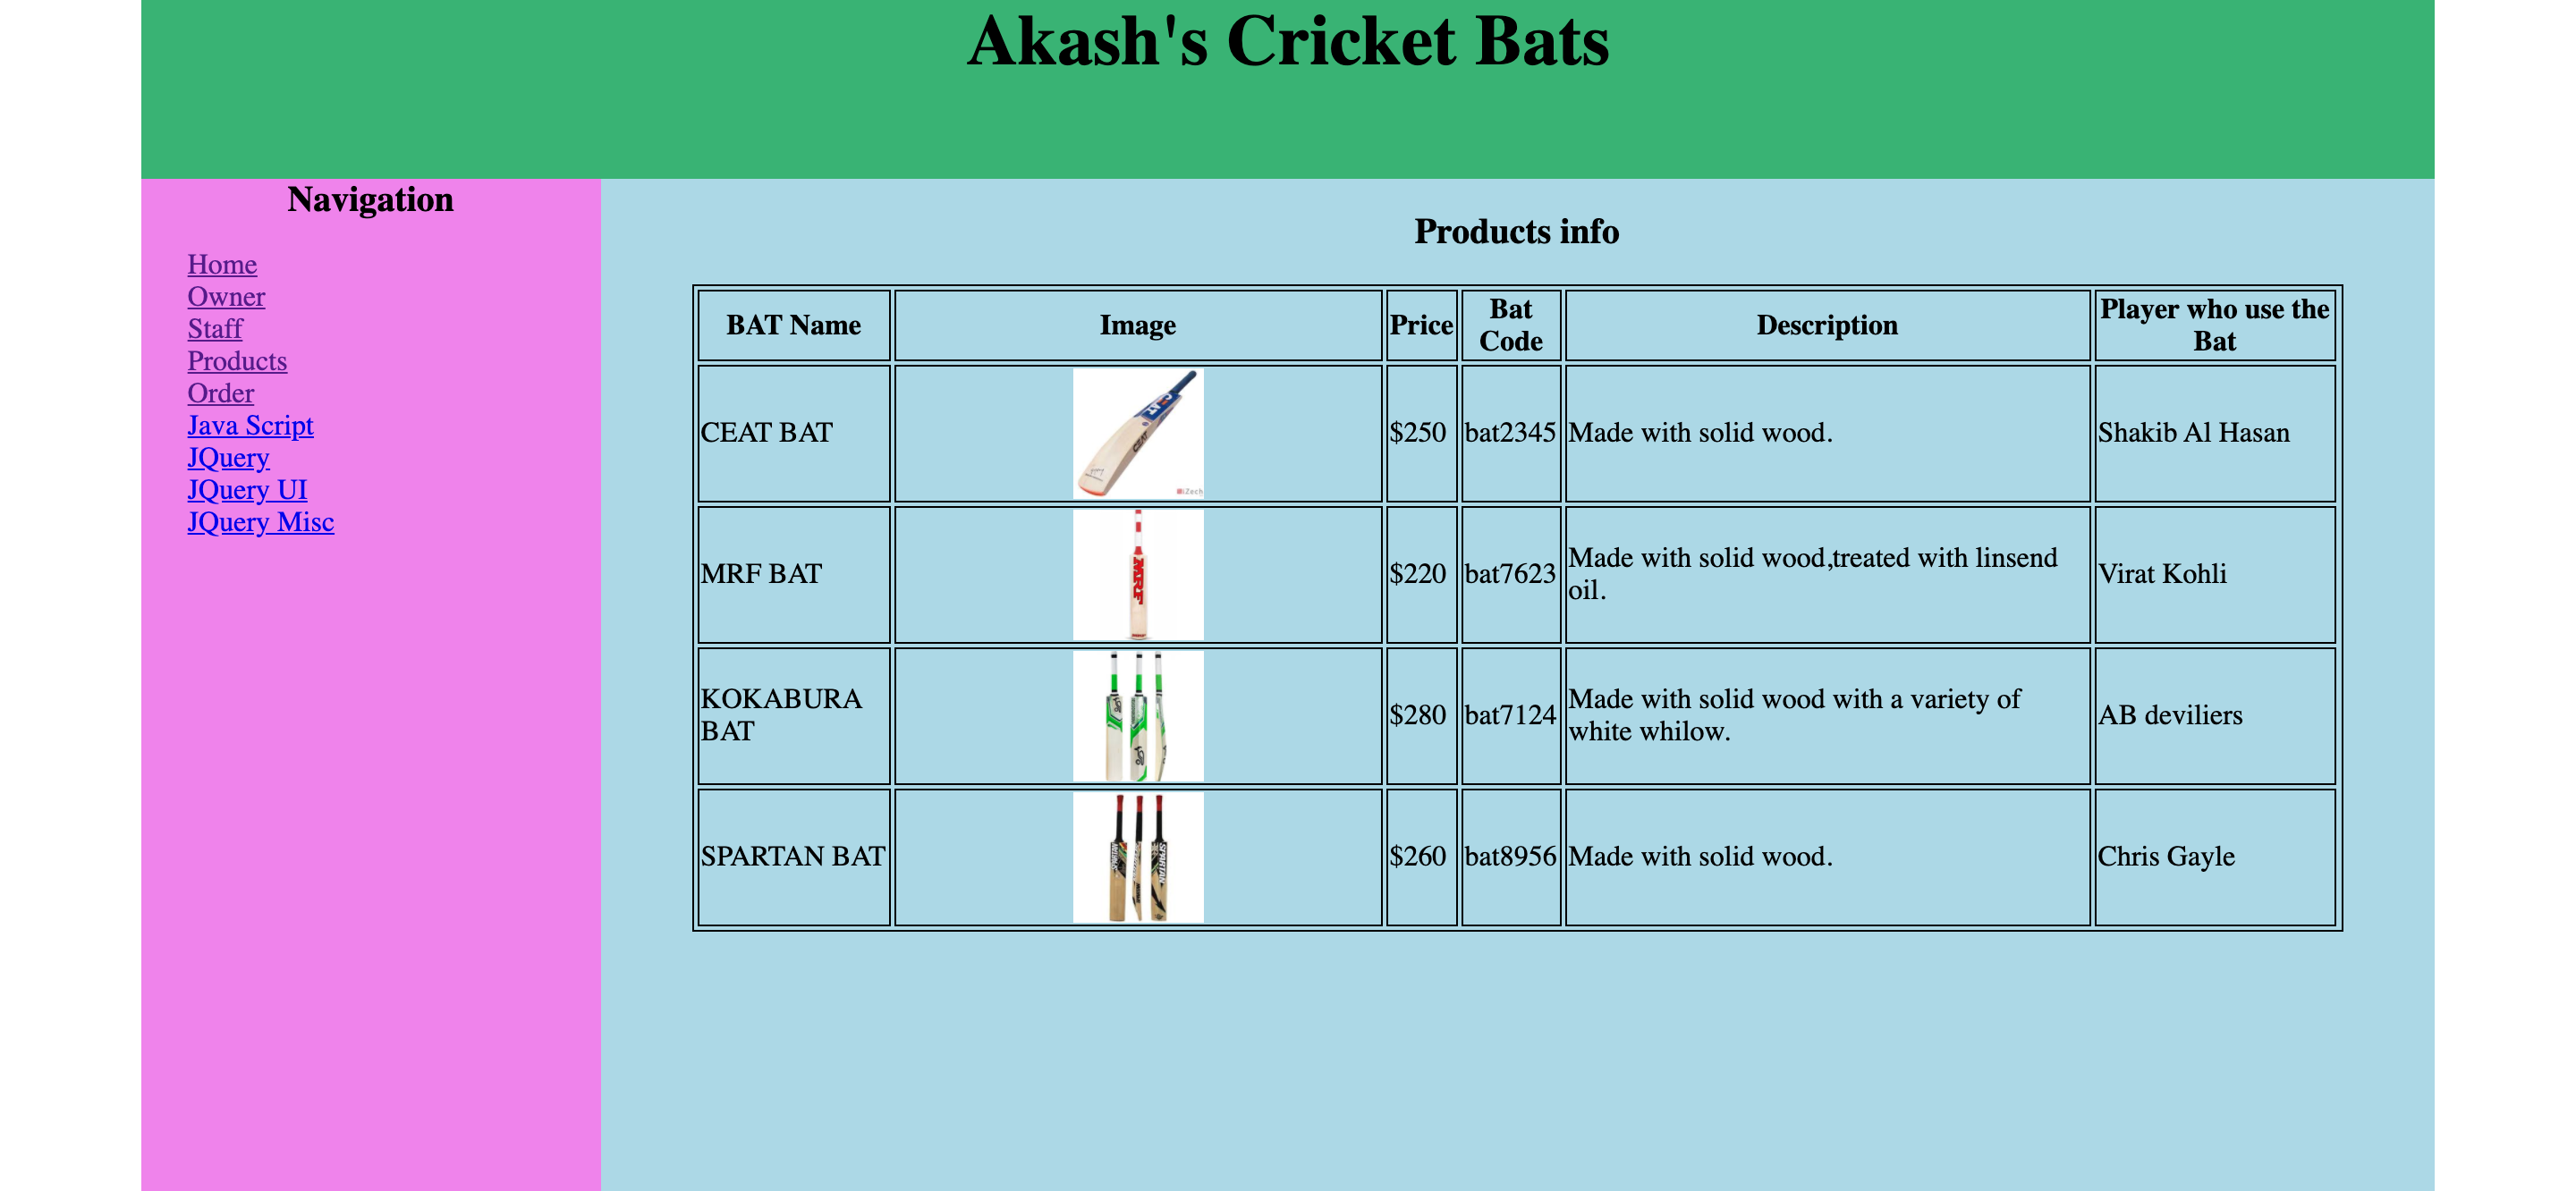 Akash's Cricket Bats
Navigation
Home
Owner
Staff
Products
Order
Java Script
JQuery
JQuery UI
JQuery Misc
Products info
BAT Name Image Price Bat Code Description Player who use the Bat
CEAT BAT $250 bat2345 Made with solid wood. Shakib Al Hasan
CEAT
MRF BAT $220 bat7623 Made with solid wood,treated with linsend oil. Virat Kohli
MRF
KOKABURA BAT $280 bat7124 Made with solid wood with a variety of white whilow. AB deviliers
SPARTAN BAT $260 bat8956 Made with solid wood. Chris Gayle
SPARTAN